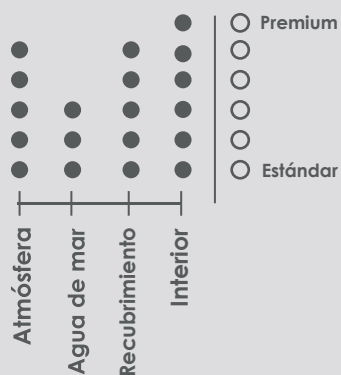 Premium
Estándar
Atmósfera
Agua de mar
Recubrimiento
Interior